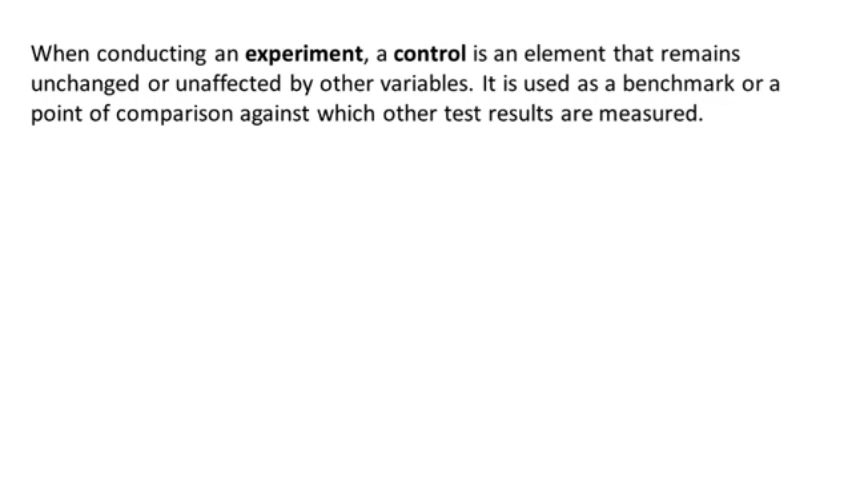 When conducting an experiment, a control is an element that remains
unchanged or unaffected by other variables. It is used as a benchmark or a
point of comparison against which other test results are measured.